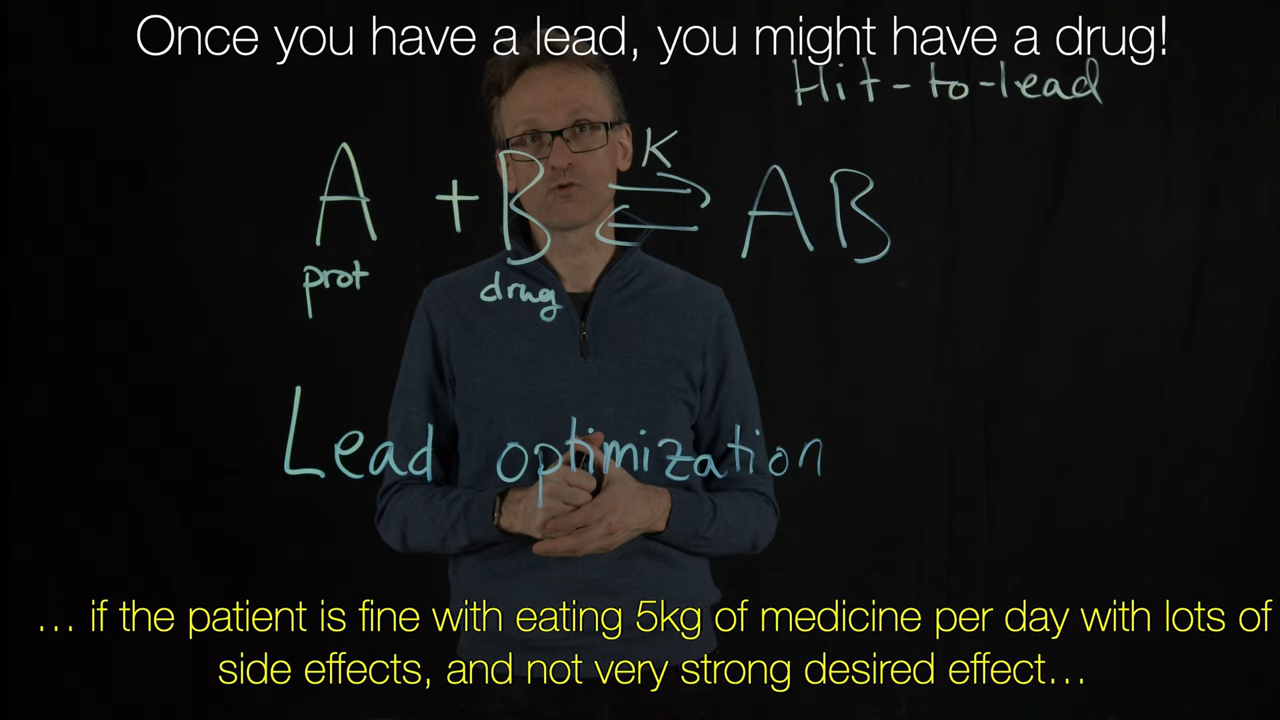 Once you have a lead, you might have a drug!
Hit-to-lead
A + B ⇌ AB
K
prot
drug
Lead optimization
… if the patient is fine with eating 5kg of medicine per day with lots of
side effects, and not very strong desired effect…